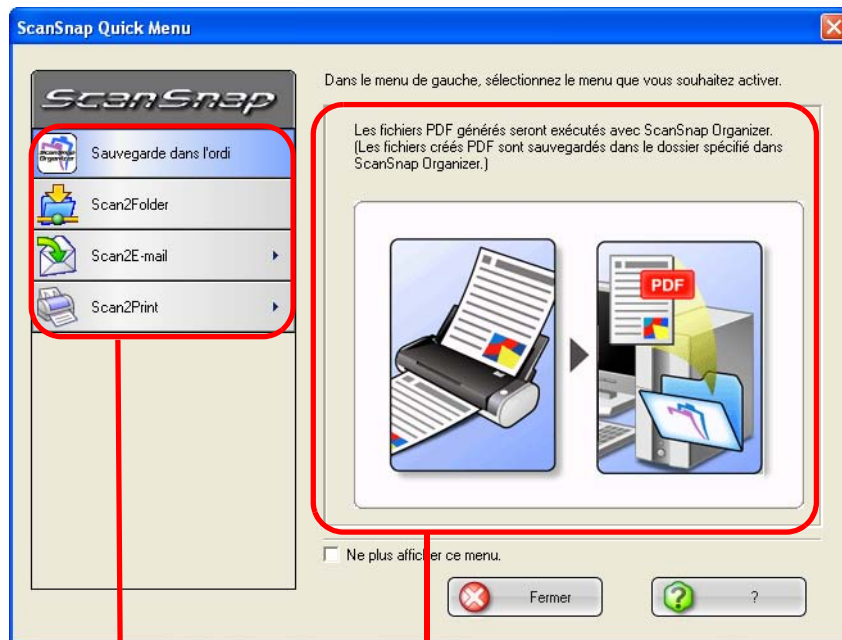 ScanSnap Quick Menu
ScanSnap
Sauvegarde dans l'ordi
Scan2Folder
Scan2E-mail
Scan2Print
Dans le menu de gauche, sélectionnez le menu que vous souhaitez activer.
Les fichiers PDF générés seront exécutés avec ScanSnap Organizer.
(Les fichiers créés PDF sont sauvegardés dans le dossier spécifié dans
ScanSnap Organizer.)
PDF
Ne plus afficher ce menu.
Fermer
?